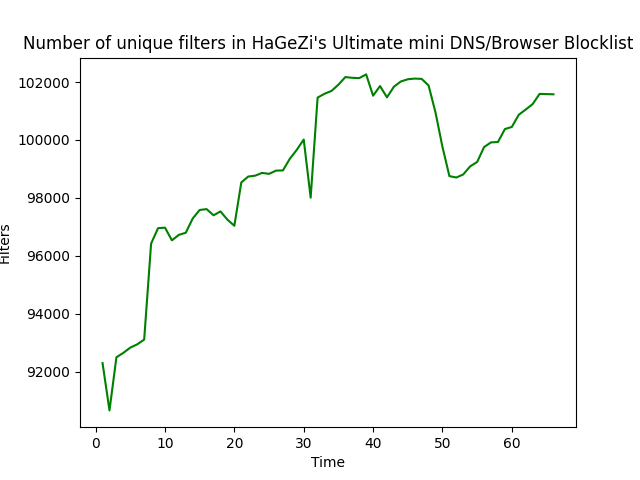 Number of unique filters in HaGeZi's Ultimate mini DNS/Browser Blocklist
102000
100000
98000
96000
94000
92000
Filters
0 10 20 30 40 50 60
Time